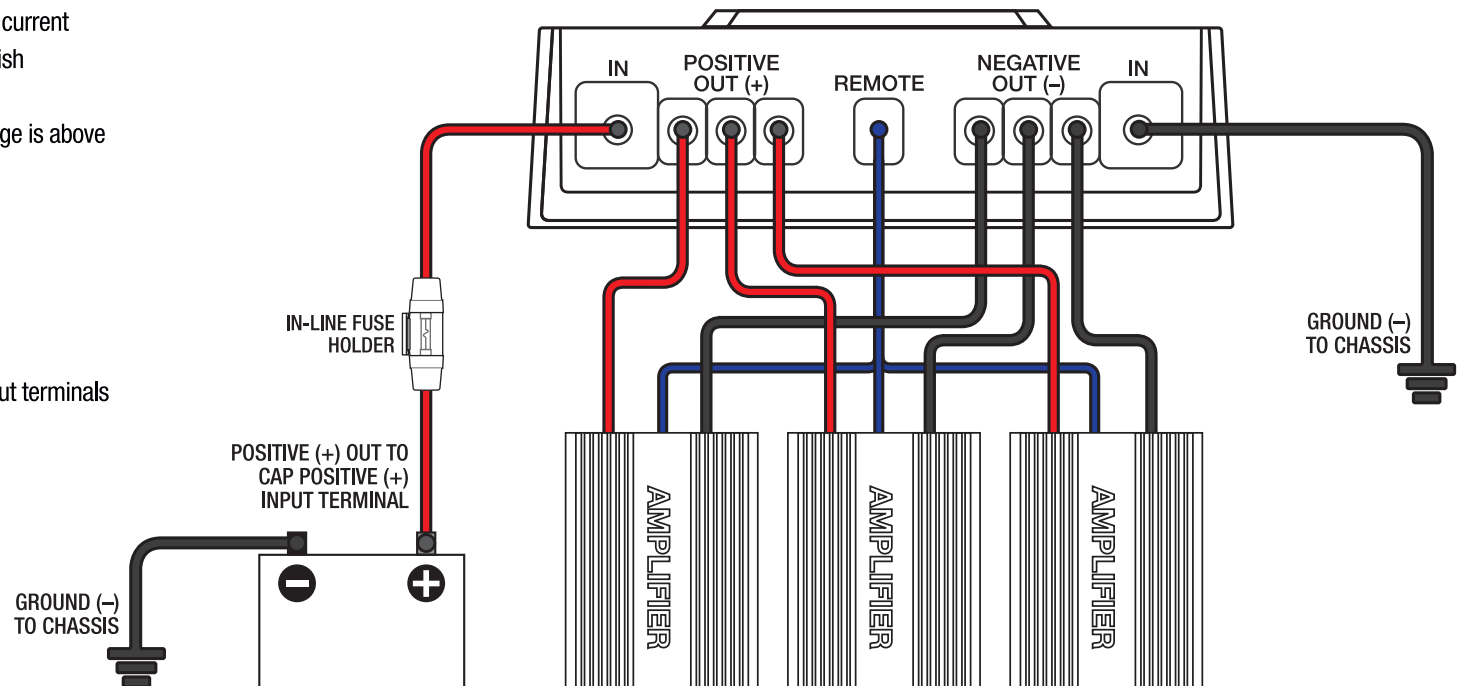 current
ish
ge is above
ut terminals
IN
POSITIVE
OUT (+)
REMOTE
NEGATIVE
OUT (–)
IN
IN-LINE FUSE
HOLDER
GROUND (–)
TO CHASSIS
POSITIVE (+) OUT TO
CAP POSITIVE (+)
INPUT TERMINAL
GROUND (–)
TO CHASSIS
AMPLIFIER
AMPLIFIER
AMPLIFIER